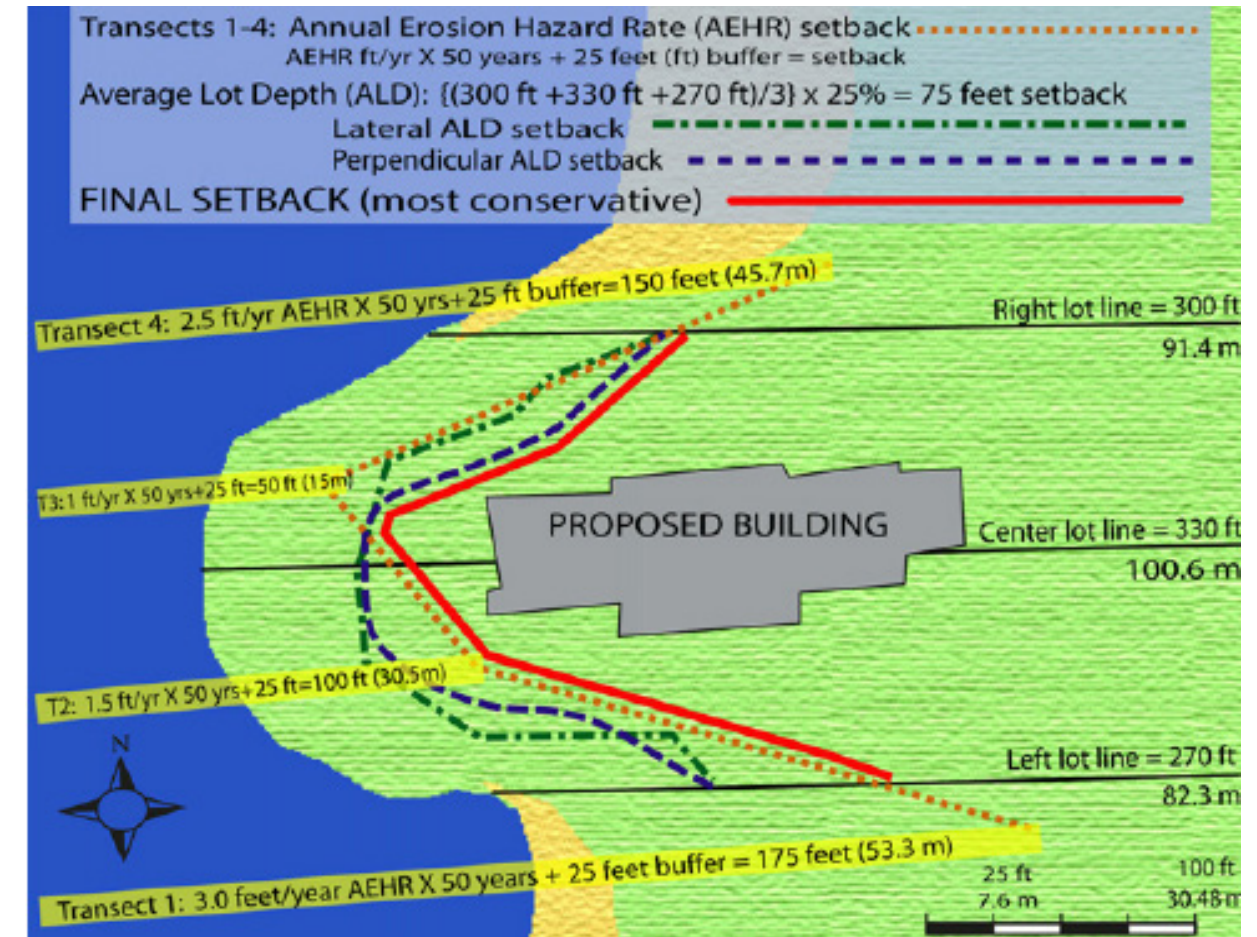 Transects 1-4: Annual Erosion Hazard Rate (AEHR) setback
AEHR ft/yr X 50 years + 25 feet (ft) buffer = setback
Average Lot Depth (ALD): {(300 ft +330 ft +270 ft)/3} x 25% = 75 feet setback
Lateral ALD setback
Perpendicular ALD setback
FINAL SETBACK (most conservative)
Transect 4: 2.5 ft/yr AEHR X 50 yrs+25 ft buffer=150 feet (45.7m)
Right lot line = 300 ft
91.4 m
T3:1 ft/yr X 50 yrs+25 ft=50 ft (15m)
PROPOSED BUILDING
Center lot line = 330 ft
100.6 m
T2: 1.5 ft/yr X 50 yrs+25 ft=100 ft (30.5m)
N
Left lot line = 270 ft
82.3 m
Transect 1: 3.0 feet/year AEHR X 50 years + 25 feet buffer = 175 feet (53.3 m)
25 ft 100 ft
7.6 m 30.48m